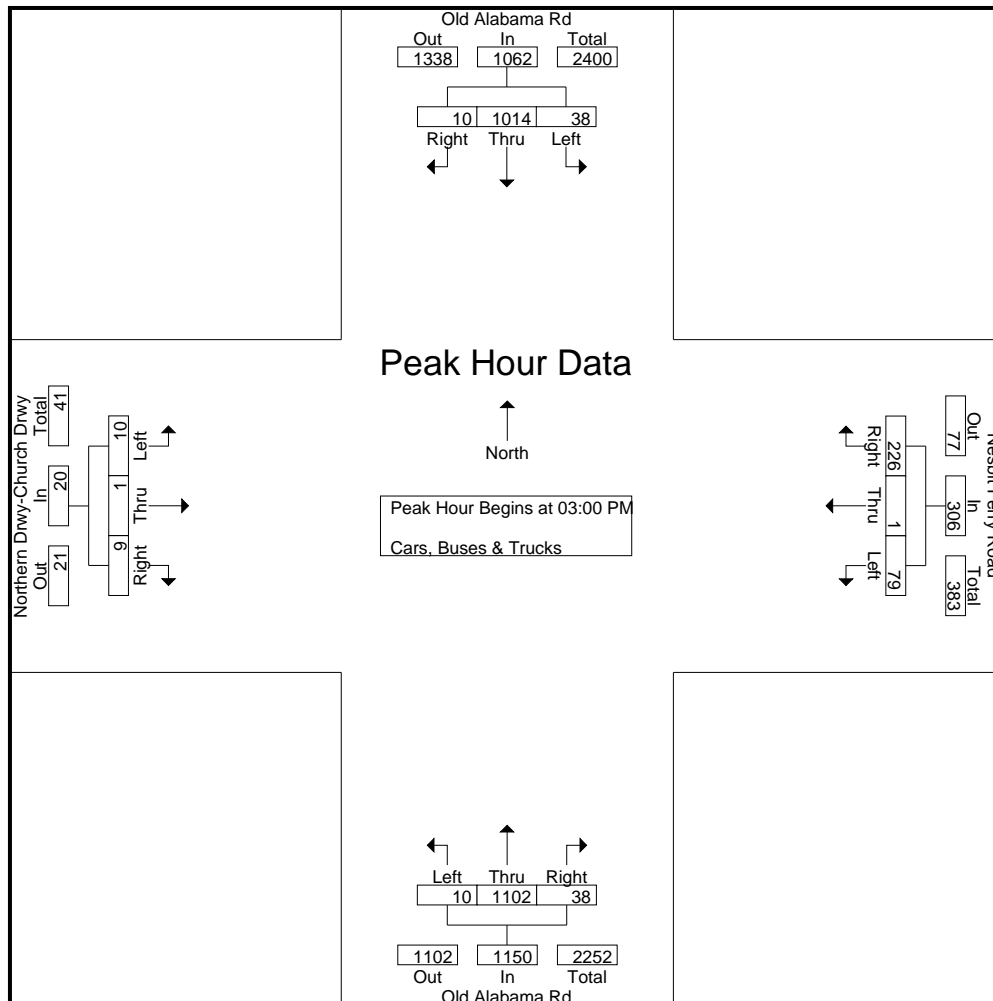 Old Alabama Rd
Out In Total
1338 1062 2400
10 1014 38
Right Thru Left
Peak Hour Data
North
Peak Hour Begins at 03:00 PM
Cars, Buses & Trucks
Northern Drwy-Church Drwy
Out In Total
21 20 41
Left Thru Right
10 1 9
Nesbit Ferry Road
Out In Total
77 306 383
226 1 79
Right Thru Left
Left Thru Right
10 1102 38
1102 1150 2252
Out In Total
Old Alabama Rd